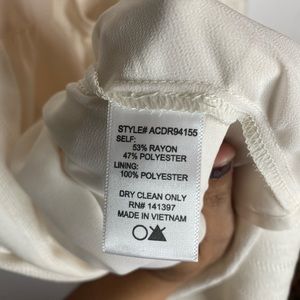 STYLE# ACDR94155
SELF:
53% RAYON
47% POLYESTER
LINING:
100% POLYESTER
DRY CLEAN ONLY
RN# 141397
MADE IN VIETNAM